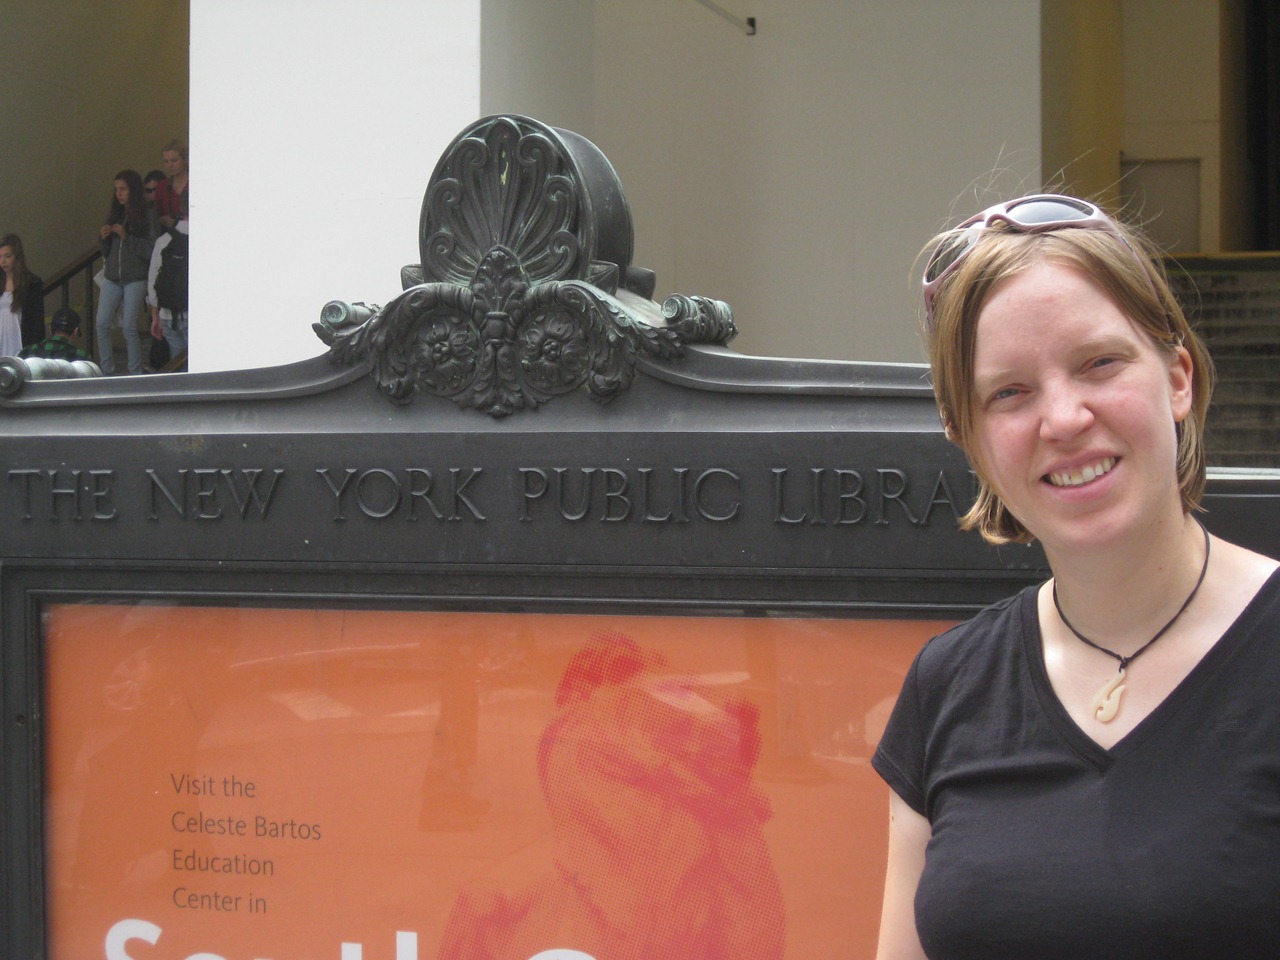 THE NEW YORK PUBLIC LIBRA
Visit the
Celeste Bartos
Education
Center in